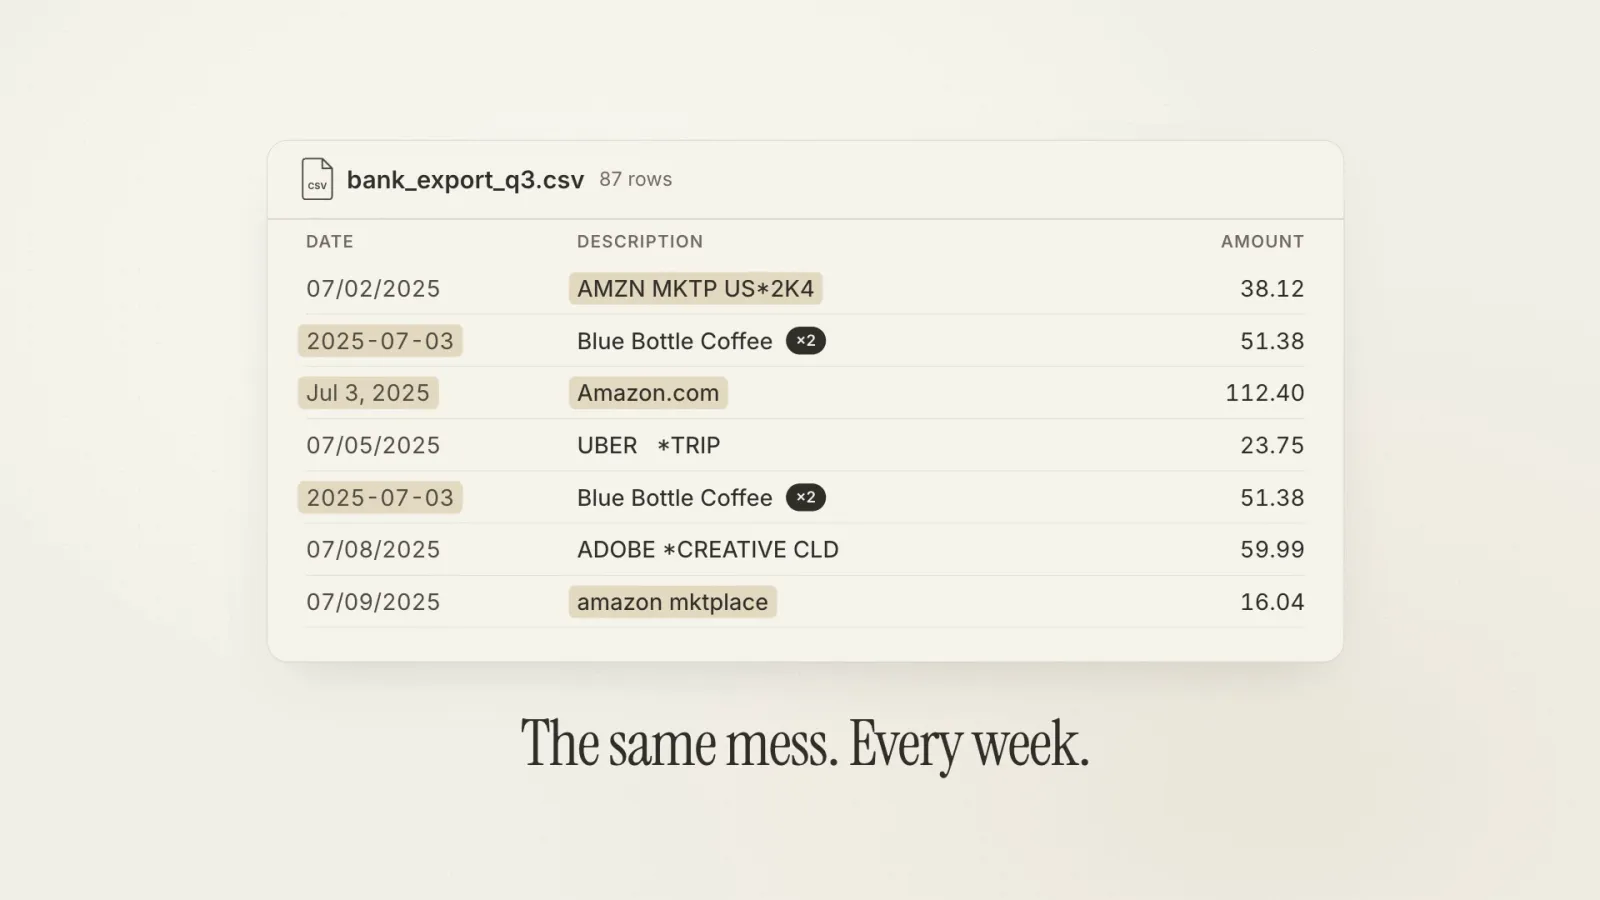 CSV
bank_export_q3.csv 87 rows
DATE DESCRIPTION AMOUNT
07/02/2025 AMZN MKTP US*2K4 38.12
2025-07-03 Blue Bottle Coffee ×2 51.38
Jul 3, 2025 Amazon.com 112.40
07/05/2025 UBER   *TRIP 23.75
2025-07-03 Blue Bottle Coffee ×2 51.38
07/08/2025 ADOBE *CREATIVE CLD 59.99
07/09/2025 amazon mktplace 16.04
The same mess. Every week.